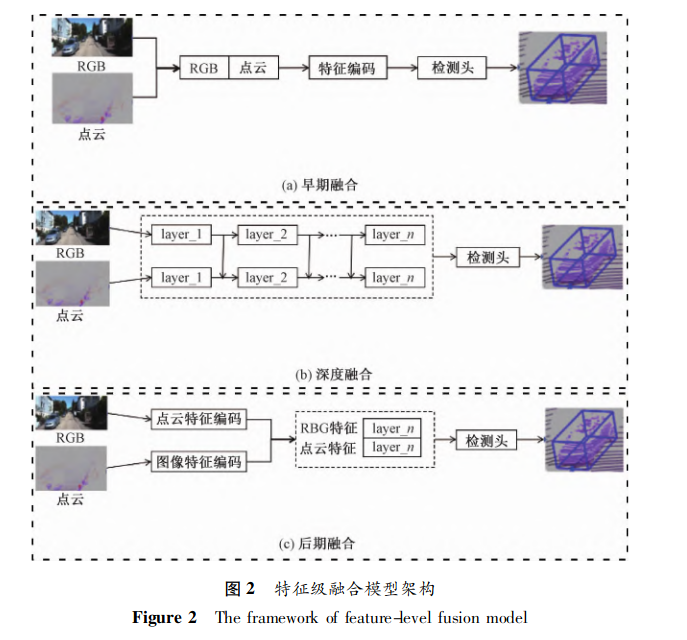 RGB
点云
RGB 点云
特征编码
检测头
(a) 早期融合
RGB
点云
layer_1
layer_2
...
layer_n
layer_1
layer_2
...
layer_n
检测头
(b) 深度融合
RGB
点云
点云特征编码
图像特征编码
RBG特征 layer_n
点云特征 layer_n
检测头
(c) 后期融合
图 2 特征级融合模型架构
Figure 2 The framework of feature-level fusion model